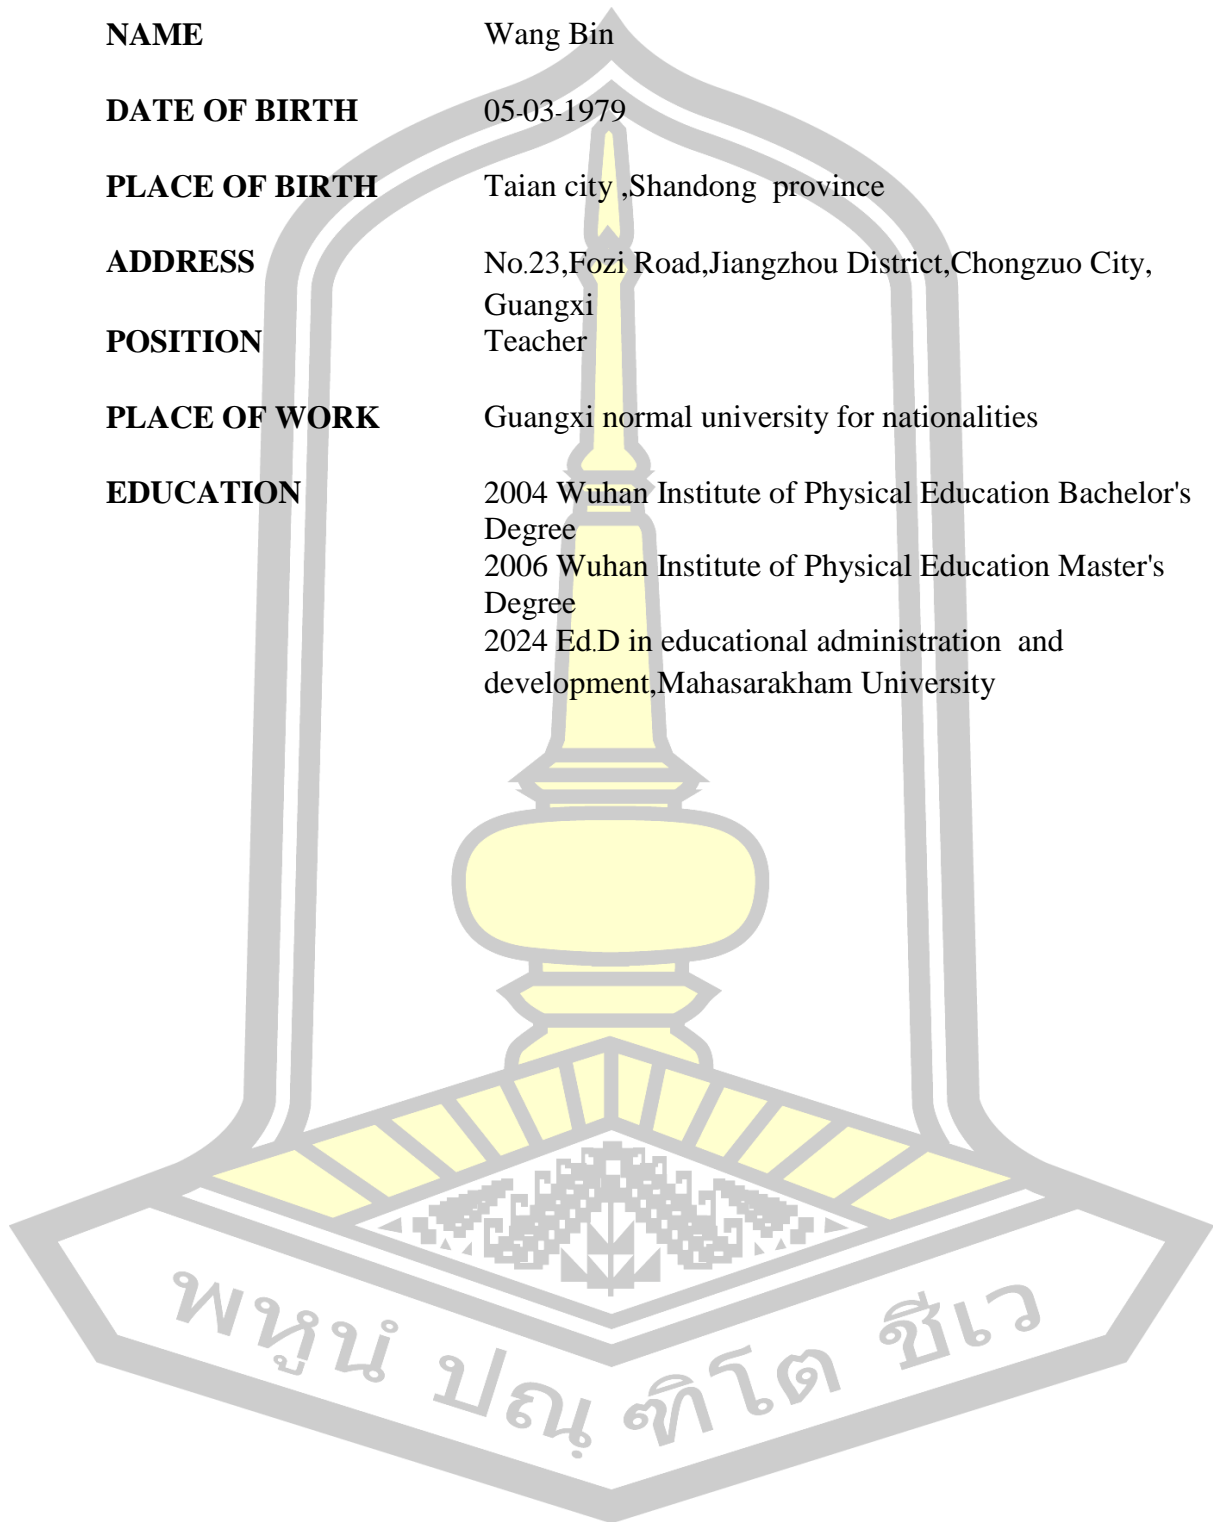 NAME Wang Bin
DATE OF BIRTH 05-03-1979
PLACE OF BIRTH Taian city ,Shandong  province
ADDRESS No.23,Fozi Road,Jiangzhou District,Chongzuo City,
Guangxi
POSITION Teacher
PLACE OF WORK Guangxi normal university for nationalities
EDUCATION 2004 Wuhan Institute of Physical Education Bachelor's
Degree
2006 Wuhan Institute of Physical Education Master's
Degree
2024 Ed.D in educational administration  and
development,Mahasarakham University
พหูนํ ปณฺ ฑิโต ชีเว